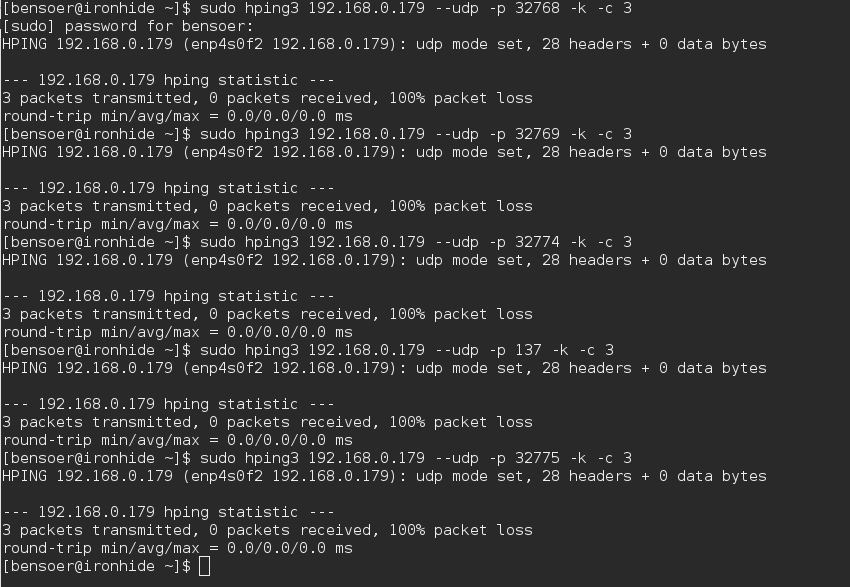 [bensoer@ironhide ~]$ sudo hping3 192.168.0.179 --udp -p 32768 -k -c 3
[sudo] password for bensoer:
HPING 192.168.0.179 (enp4s0f2 192.168.0.179): udp mode set, 28 headers + 0 data bytes

--- 192.168.0.179 hping statistic ---
3 packets transmitted, 0 packets received, 100% packet loss
round-trip min/avg/max = 0.0/0.0/0.0 ms
[bensoer@ironhide ~]$ sudo hping3 192.168.0.179 --udp -p 32769 -k -c 3
HPING 192.168.0.179 (enp4s0f2 192.168.0.179): udp mode set, 28 headers + 0 data bytes

--- 192.168.0.179 hping statistic ---
3 packets transmitted, 0 packets received, 100% packet loss
round-trip min/avg/max = 0.0/0.0/0.0 ms
[bensoer@ironhide ~]$ sudo hping3 192.168.0.179 --udp -p 32774 -k -c 3
HPING 192.168.0.179 (enp4s0f2 192.168.0.179): udp mode set, 28 headers + 0 data bytes

--- 192.168.0.179 hping statistic ---
3 packets transmitted, 0 packets received, 100% packet loss
round-trip min/avg/max = 0.0/0.0/0.0 ms
[bensoer@ironhide ~]$ sudo hping3 192.168.0.179 --udp -p 137 -k -c 3
HPING 192.168.0.179 (enp4s0f2 192.168.0.179): udp mode set, 28 headers + 0 data bytes

--- 192.168.0.179 hping statistic ---
3 packets transmitted, 0 packets received, 100% packet loss
round-trip min/avg/max = 0.0/0.0/0.0 ms
[bensoer@ironhide ~]$ sudo hping3 192.168.0.179 --udp -p 32775 -k -c 3
HPING 192.168.0.179 (enp4s0f2 192.168.0.179): udp mode set, 28 headers + 0 data bytes

--- 192.168.0.179 hping statistic ---
3 packets transmitted, 0 packets received, 100% packet loss
round-trip min/avg/max = 0.0/0.0/0.0 ms
[bensoer@ironhide ~]$